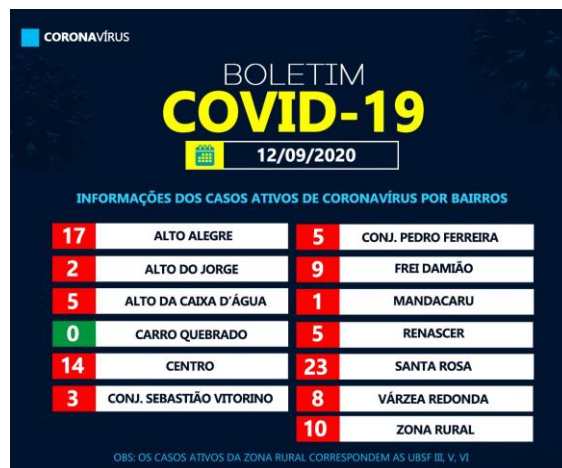 CORONAVÍRUS
BOLETIM
COVID-19
12/09/2020
INFORMAÇÕES DOS CASOS ATIVOS DE CORONAVÍRUS POR BAIRROS
17 ALTO ALEGRE
2 ALTO DO JORGE
5 ALTO DA CAIXA D'ÁGUA
0 CARRO QUEBRADO
14 CENTRO
3 CONJ. SEBASTIÃO VITORINO
5 CONJ. PEDRO FERREIRA
9 FREI DAMIÃO
1 MANDACARU
5 RENASCER
23 SANTA ROSA
8 VÁRZEA REDONDA
10 ZONA RURAL
OBS: OS CASOS ATIVOS DA ZONA RURAL CORRESPONDEM AS UBSF III, V, VI